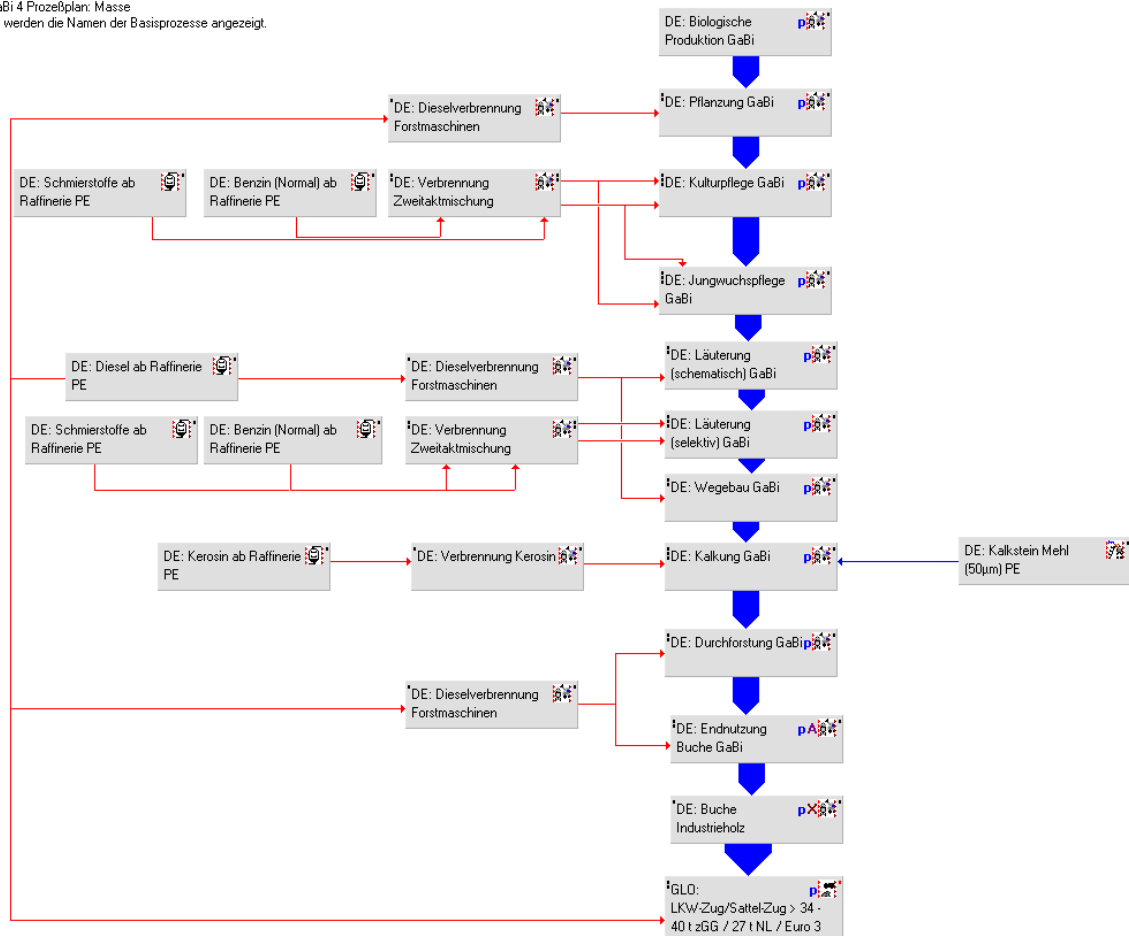 aBi 4 Prozeßplan: Masse
werden die Namen der Basisprozesse angezeigt.
DE: Biologische
Produktion GaBi
p
DE: Dieselverbrennung
Forstmaschinen
DE: Pflanzung GaBi
p
DE: Schmierstoffe ab
Raffinerie PE
DE: Benzin (Normal) ab
Raffinerie PE
DE: Verbrennung
Zweitaktmischung
DE: Kulturpflege GaBi
p
DE: Jungwuchspflege
GaBi
p
DE: Diesel ab Raffinerie
PE
DE: Dieselverbrennung
Forstmaschinen
DE: Läuterung
(schematisch) GaBi
p
DE: Schmierstoffe ab
Raffinerie PE
DE: Benzin (Normal) ab
Raffinerie PE
DE: Verbrennung
Zweitaktmischung
DE: Läuterung
(selektiv) GaBi
p
DE: Wegebau GaBi
p
DE: Kerosin ab Raffinerie
PE
DE: Verbrennung Kerosin
DE: Kalkung GaBi
p
DE: Kalkstein Mehl
(50µm) PE
DE: Durchforstung GaBi
p
DE: Dieselverbrennung
Forstmaschinen
DE: Endnutzung
Buche GaBi
pA
DE: Buche
Industrieholz
pX
GLO:
LKW-Zug/Sattel-Zug > 34 -
40 t zGG / 27 t NL / Euro 3
p